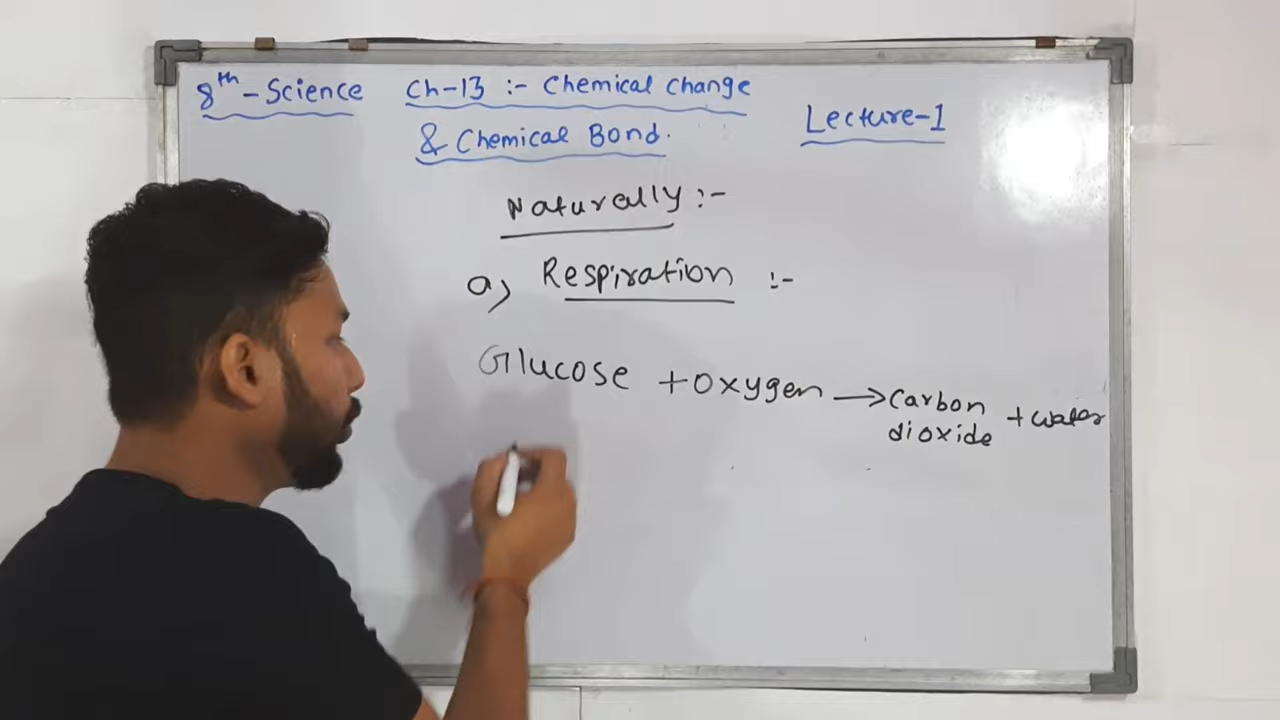 8th - Science Ch-13 :- Chemical Change
& Chemical Bond.
Lecture-1
Naturally :-
a) Respiration :-
Glucose + Oxygen → Carbon dioxide + water